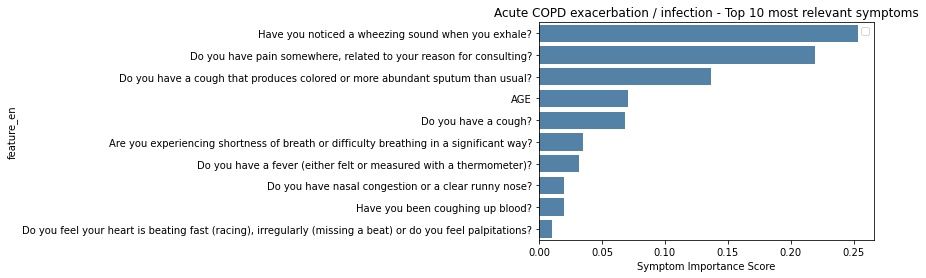 Acute COPD exacerbation / infection - Top 10 most relevant symptoms
feature_en
Have you noticed a wheezing sound when you exhale?
Do you have pain somewhere, related to your reason for consulting?
Do you have a cough that produces colored or more abundant sputum than usual?
AGE
Do you have a cough?
Are you experiencing shortness of breath or difficulty breathing in a significant way?
Do you have a fever (either felt or measured with a thermometer)?
Do you have nasal congestion or a clear runny nose?
Have you been coughing up blood?
Do you feel your heart is beating fast (racing), irregularly (missing a beat) or do you feel palpitations?
0.00 0.05 0.10 0.15 0.20 0.25
Symptom Importance Score